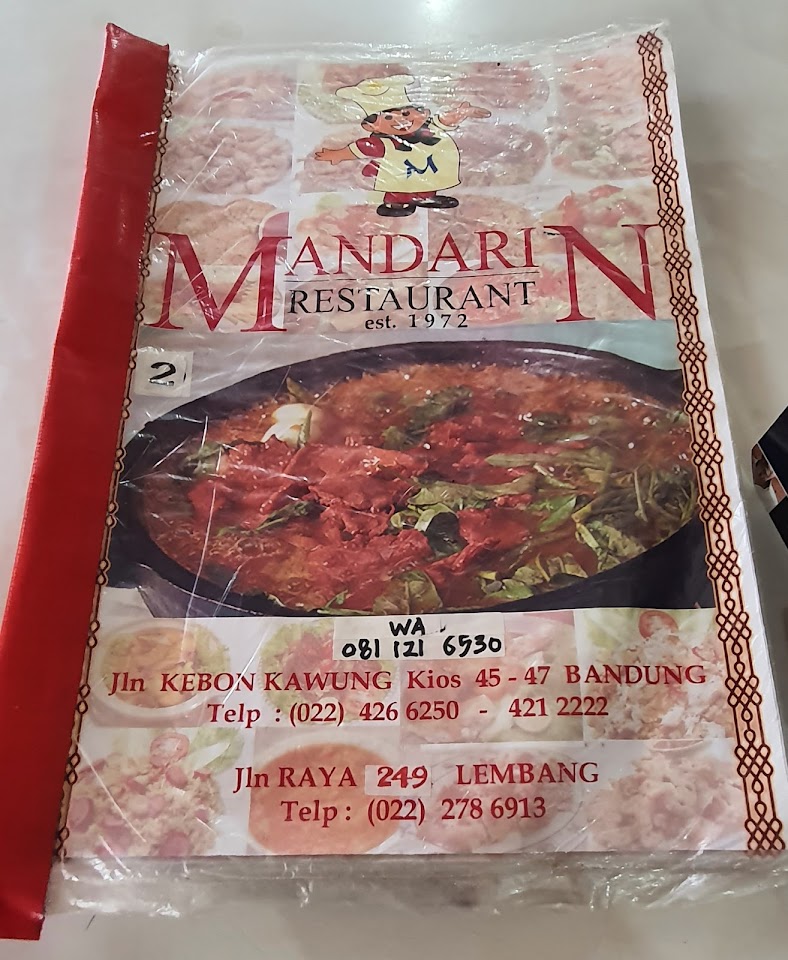 M
MANDARIN
RESTAURANT
est. 1972
2
WA
081 121 6530
Jln KEBON KAWUNG Kios 45 - 47 BANDUNG
Telp : (022) 426 6250 - 421 2222
Jln RAYA 249 LEMBANG
Telp : (022) 278 6913